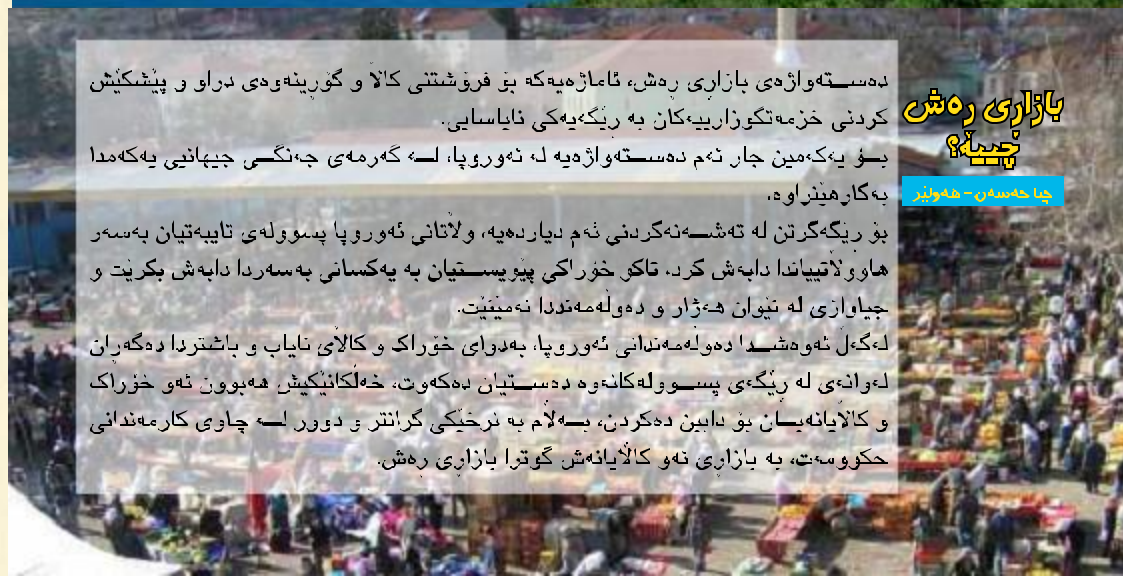 بازاڕی ڕەش
چییە؟
چیا حەسەن - هەولێر
دەستەواژەی بازاڕی ڕەش، ئاماژەیەکە بۆ فرۆشتنی کاڵا و گۆڕینەوەی دراو و پێشکێش
کردنی خزمەتگوزارییەکان بە ڕێگەیەکی نایاسایی.
بۆ یەکەمین جار ئەم دەستەواژەیە لە ئەوروپا، لە گەرمەی جەنگی جیهانیی یەکەمدا
بەکارهێنراوە،
بۆ ڕێگەگرتن لە تەشەنەکردنی ئەم دیاردەیە، وڵاتانی ئەوروپا پسوولەی تایبەتیان بەسەر
هاووڵاتییاندا دابەش کرد، تاکو خۆراکی پێویستیان بە یەکسانی بەسەردا دابەش بکرێت و
جیاوازی لە نێوان هەژار و دەوڵەمەنددا نەمێنێت.
لەگەڵ ئەوەشدا دەوڵەمەندانی ئەوروپا، بەدوای خۆراک و کاڵای نایاب و باشتردا دەگەڕان
لەوانەی لە ڕێگەی پسوولەکانەوە دەستیان دەکەوت، خەڵکانێکیش هەبوون ئەو خۆراک
و کاڵایانەیان بۆ دابین دەکردن، بەڵام بە نرخێکی گرانتر و دوور لە چاوی کارمەندانی
حکوومەت، بە بازاڕی ئەو کاڵایانەش گوترا بازاڕی ڕەش.